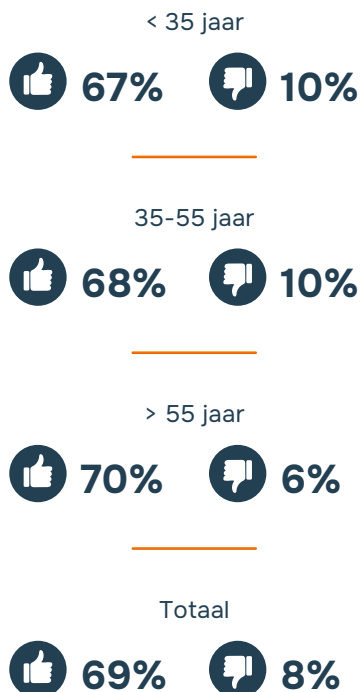 < 35 jaar
67% 10%
35-55 jaar
68% 10%
> 55 jaar
70% 6%
Totaal
69% 8%